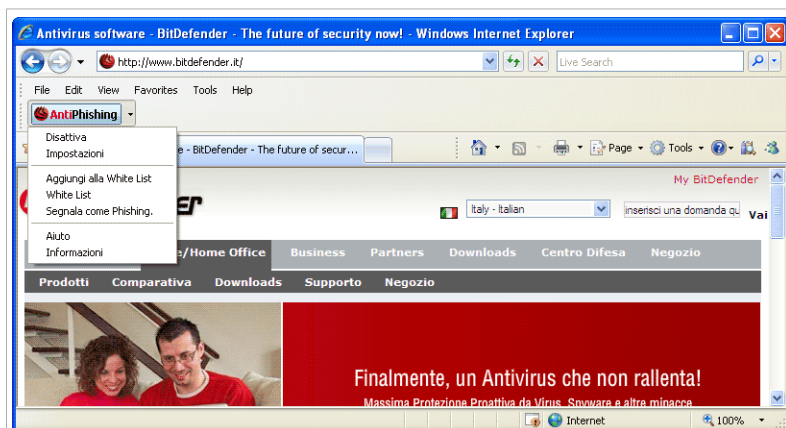 Antivirus software - BitDefender - The future of security now! - Windows Internet Explorer
http://www.bitdefender.it/
Live Search
File Edit View Favorites Tools Help
AntiPhishing
Disattiva
Impostazioni
Aggiungi alla White List
White List
Segnala come Phishing.
Aiuto
Informazioni
e - BitDefender - The future of secur...
Page Tools
My BitDefender
Italy - Italian
inserisci una domanda qu
Vai
e/Home Office Business Partners Downloads Centro Difesa Negozio
Prodotti Comparativa Downloads Supporto Negozio
Finalmente, un Antivirus che non rallenta!
Massima Protezione Proattiva da Virus, Spyware e altre minacce
Internet
100%